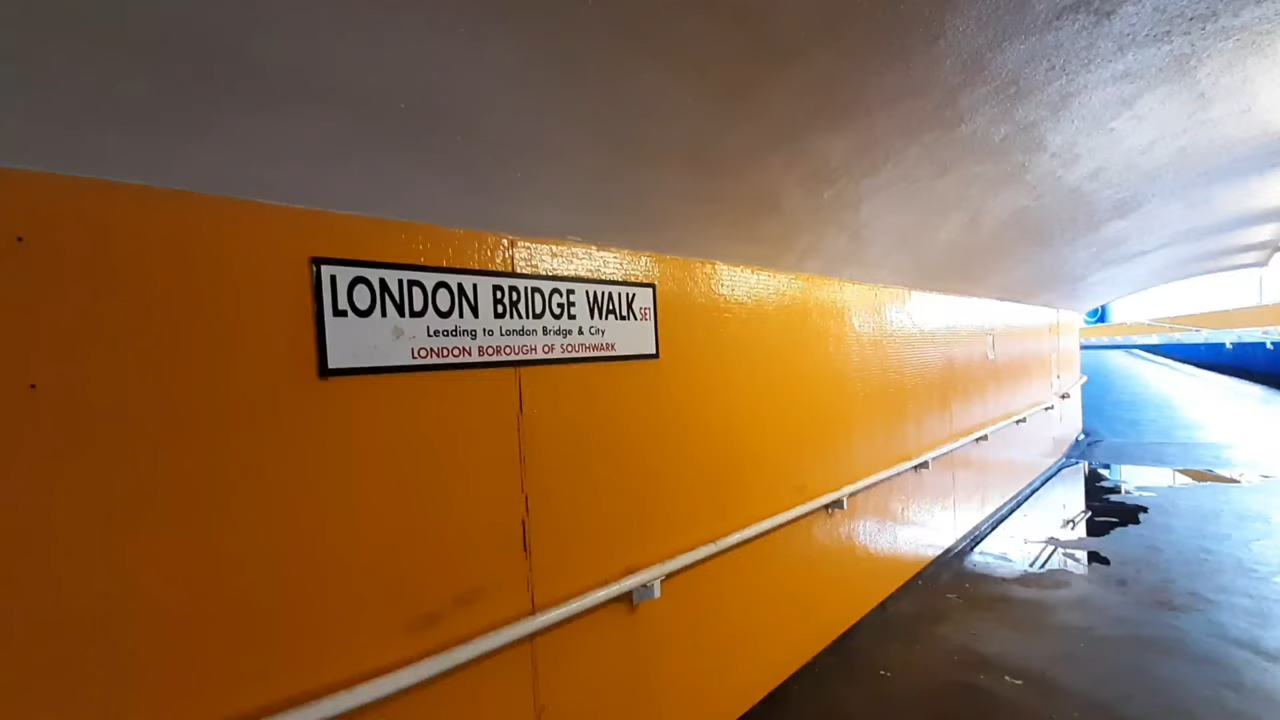 LONDON BRIDGE WALK SE1
Leading to London Bridge & City
LONDON BOROUGH OF SOUTHWARK